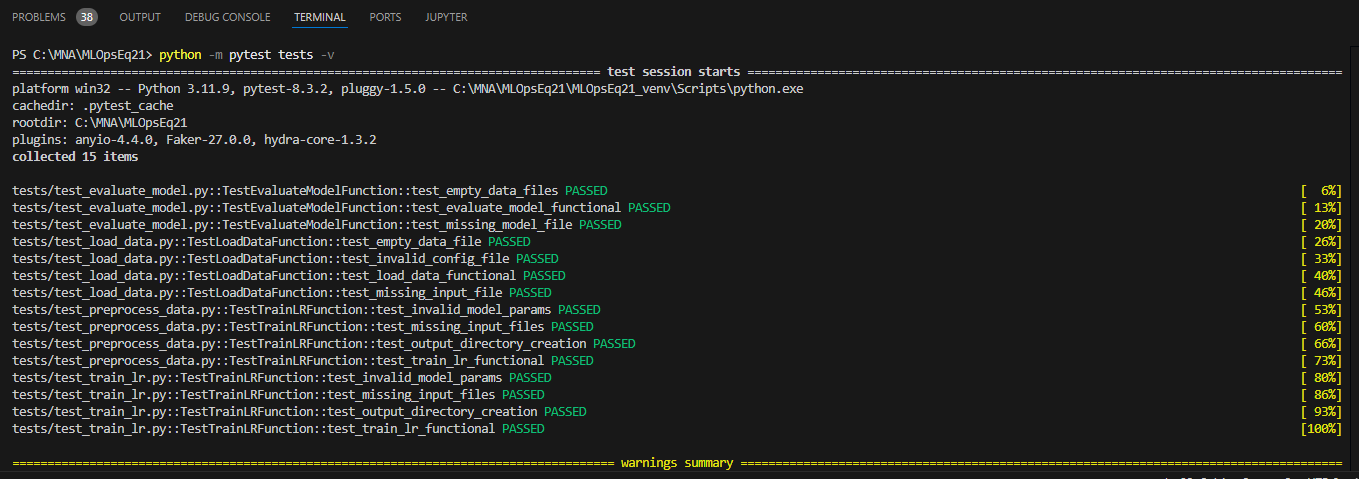 PROBLEMS 38 OUTPUT DEBUG CONSOLE TERMINAL PORTS JUPYTER
PS C:\MNA\MLOpsEq21> python -m pytest tests -v
============================= test session starts =============================
platform win32 -- Python 3.11.9, pytest-8.3.2, pluggy-1.5.0 -- C:\MNA\MLOpsEq21\MLOpsEq21_venv\Scripts\python.exe
cachedir: .pytest_cache
rootdir: C:\MNA\MLOpsEq21
plugins: anyio-4.4.0, Faker-27.0.0, hydra-core-1.3.2
collected 15 items
tests/test_evaluate_model.py::TestEvaluateModelFunction::test_empty_data_files PASSED [  6%]
tests/test_evaluate_model.py::TestEvaluateModelFunction::test_evaluate_model_functional PASSED [ 13%]
tests/test_evaluate_model.py::TestEvaluateModelFunction::test_missing_model_file PASSED [ 20%]
tests/test_load_data.py::TestLoadDataFunction::test_empty_data_file PASSED [ 26%]
tests/test_load_data.py::TestLoadDataFunction::test_invalid_config_file PASSED [ 33%]
tests/test_load_data.py::TestLoadDataFunction::test_load_data_functional PASSED [ 40%]
tests/test_load_data.py::TestLoadDataFunction::test_missing_input_file PASSED [ 46%]
tests/test_preprocess_data.py::TestTrainLRFunction::test_invalid_model_params PASSED [ 53%]
tests/test_preprocess_data.py::TestTrainLRFunction::test_missing_input_files PASSED [ 60%]
tests/test_preprocess_data.py::TestTrainLRFunction::test_output_directory_creation PASSED [ 66%]
tests/test_preprocess_data.py::TestTrainLRFunction::test_train_lr_functional PASSED [ 73%]
tests/test_train_lr.py::TestTrainLRFunction::test_invalid_model_params PASSED [ 80%]
tests/test_train_lr.py::TestTrainLRFunction::test_missing_input_files PASSED [ 86%]
tests/test_train_lr.py::TestTrainLRFunction::test_output_directory_creation PASSED [ 93%]
tests/test_train_lr.py::TestTrainLRFunction::test_train_lr_functional PASSED [100%]
============================= warnings summary =============================